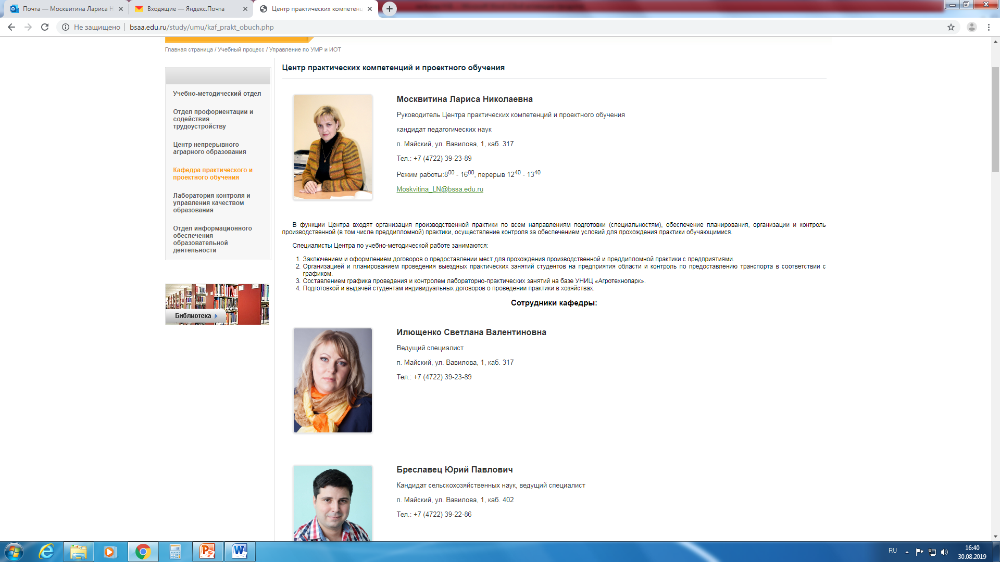 Почта — Москвитина Лариса Н
Входящие — Яндекс.Почта
Центр практических компетенц
Не защищено
bsaa.edu.ru/study/umu/kaf_prakt_obuch.php
Главная страница / Учебный процесс / Управление по УМР и ИОТ
Учебно-методический отдел
Отдел профориентации и
содействия
трудоустройству
Центр непрерывного
аграрного образования
Кафедра практического и
проектного обучения
Лаборатория контроля и
управления качеством
образования
Отдел информационного
обеспечения
образовательной
деятельности
Библиотека
Центр практических компетенций и проектного обучения
Москвитина Лариса Николаевна
Руководитель Центра практических компетенций и проектного обучения
кандидат педагогических наук
п. Майский, ул. Вавилова, 1, каб. 317
Тел.: +7 (4722) 39-23-89
Режим работы:8⁰⁰ - 16⁰⁰, перерыв 12⁴⁰ - 13⁴⁰
Moskvitina_LN@bssa.edu.ru
В функции Центра входят организация производственной практики по всем направлениям подготовки (специальностям), обеспечение планирования, организации и контроль
производственной (в том числе преддипломной) практики, осуществление контроля за обеспечением условий для прохождения практики обучающимися.
Специалисты Центра по учебно-методической работе занимаются:
1. Заключением и оформлением договоров о предоставлении мест для прохождения производственной и преддипломной практики с предприятиями.
2. Организацией и планированием проведения выездных практических занятий студентов на предприятия области и контроль по предоставлению транспорта в соответствии с
графиком.
3. Составлением графика проведения и контролем лабораторно-практических занятий на базе УНИЦ «Агротехнопарк».
4. Подготовкой и выдачей студентам индивидуальных договоров о проведении практики в хозяйствах.
Сотрудники кафедры:
Илющенко Светлана Валентиновна
Ведущий специалист
п. Майский, ул. Вавилова, 1, каб. 317
Тел.: +7 (4722) 39-23-89
Бреславец Юрий Павлович
Кандидат сельскохозяйственных наук, ведущий специалист
п. Майский, ул. Вавилова, 1, каб. 402
Тел.: +7 (4722) 39-22-86
RU
16:40
30.08.2019